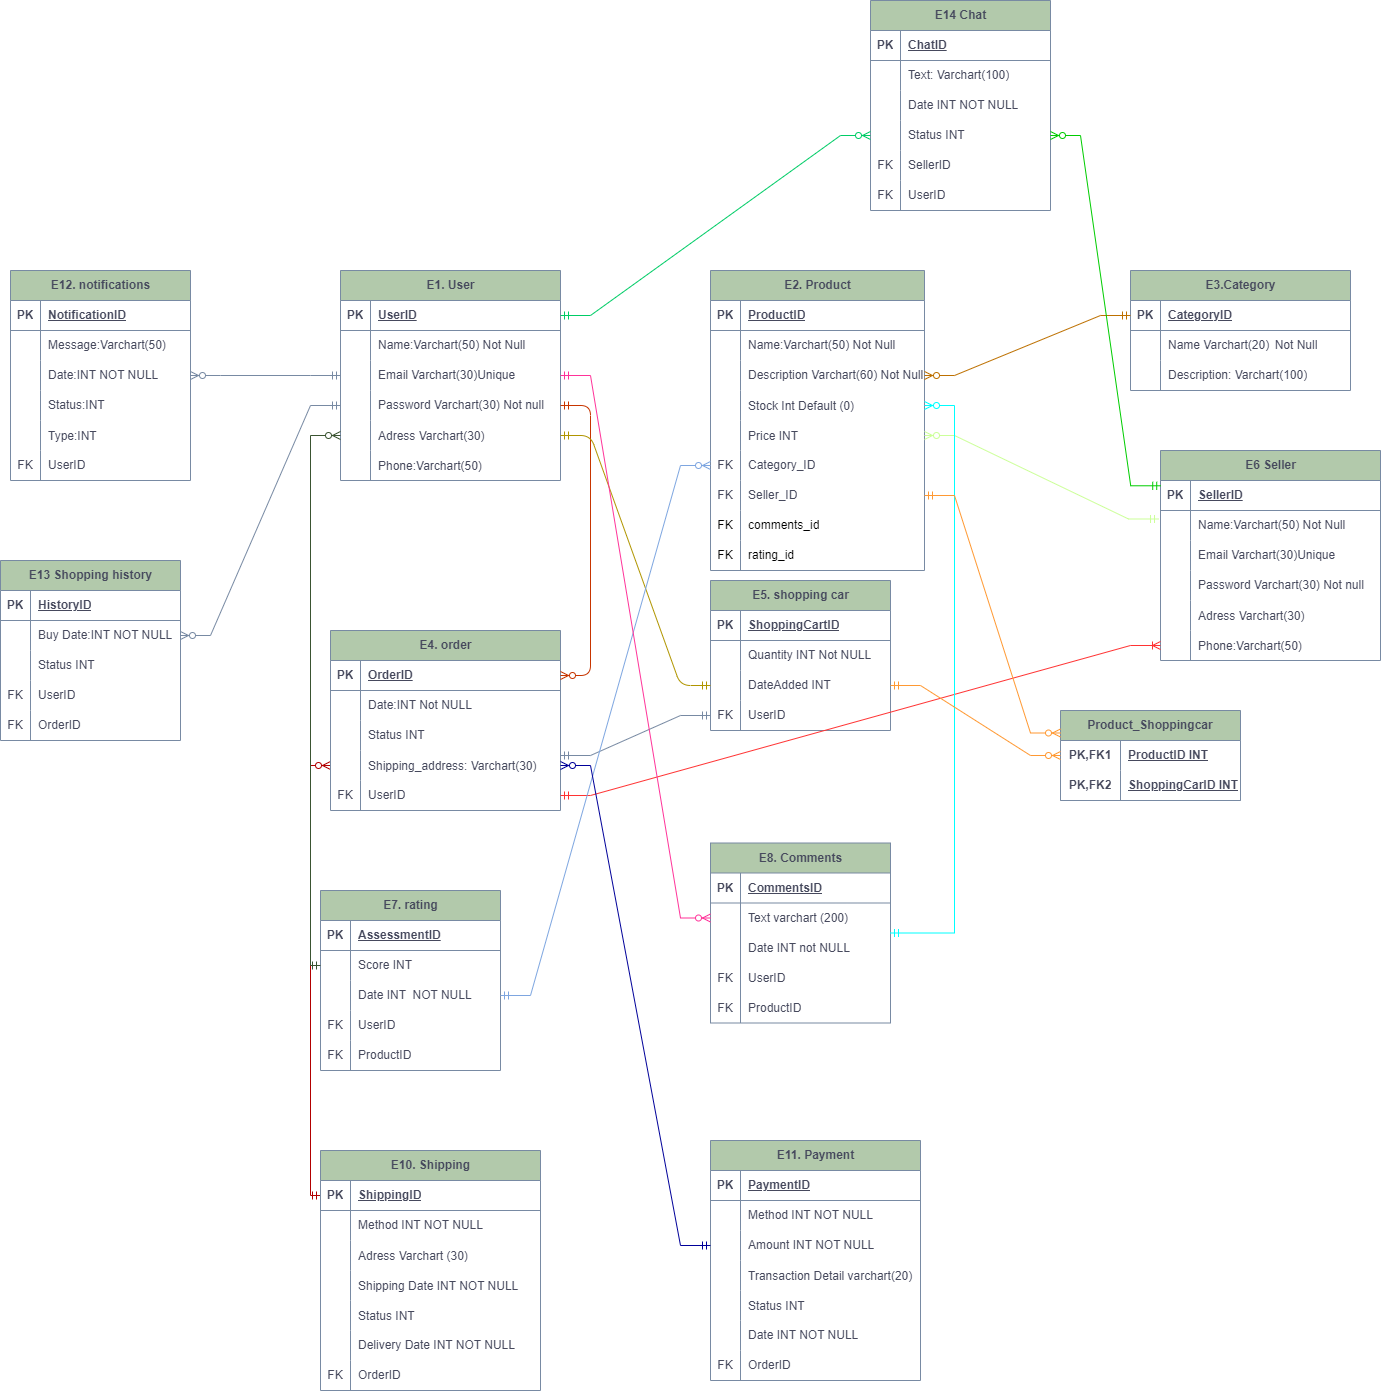 E14 Chat
PK ChatID
Text: Varchart(100)
Date INT NOT NULL
Status INT
FK SellerID
FK UserID
E12. notifications
PK NotificationID
Message:Varchart(50)
Date:INT NOT NULL
Status:INT
Type:INT
FK UserID
E1. User
PK UserID
Name:Varchart(50) Not Null
Email Varchart(30)Unique
Password Varchart(30) Not null
Adress Varchart(30)
Phone:Varchart(50)
E2. Product
PK ProductID
Name:Varchart(50) Not Null
Description Varchart(60) Not Null
Stock Int Default (0)
Price INT
FK Category_ID
FK Seller_ID
FK comments_id
FK rating_id
E3.Category
PK CategoryID
Name Varchart(20) Not Null
Description: Varchart(100)
E6 Seller
PK SellerID
Name:Varchart(50) Not Null
Email Varchart(30)Unique
Password Varchart(30) Not null
Adress Varchart(30)
Phone:Varchart(50)
E13 Shopping history
PK HistoryID
Buy Date:INT NOT NULL
Status INT
FK UserID
FK OrderID
E4. order
PK OrderID
Date:INT Not NULL
Status INT
Shipping_address: Varchart(30)
FK UserID
E5. shopping car
PK ShoppingCartID
Quantity INT Not NULL
DateAdded INT
FK UserID
Product_Shoppingcar
PK,FK1 ProductID INT
PK,FK2 ShoppingCarID INT
E7. rating
PK AssessmentID
Score INT
Date INT NOT NULL
FK UserID
FK ProductID
E8. Comments
PK CommentsID
Text varchart (200)
Date INT not NULL
FK UserID
FK ProductID
E10. Shipping
PK ShippingID
Method INT NOT NULL
Adress Varchart (30)
Shipping Date INT NOT NULL
Status INT
Delivery Date INT NOT NULL
FK OrderID
E11. Payment
PK PaymentID
Method INT NOT NULL
Amount INT NOT NULL
Transaction Detail varchart(20)
Status INT
Date INT NOT NULL
FK OrderID